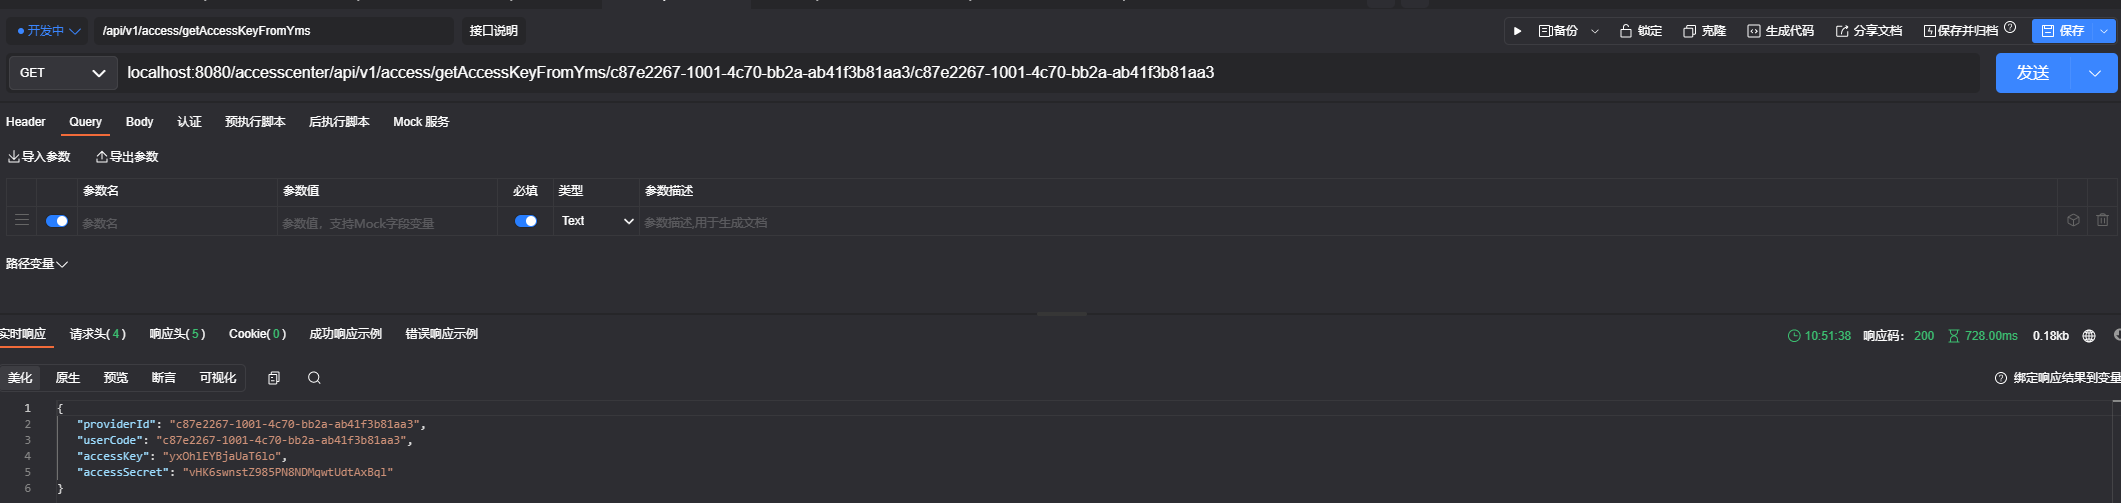 开发中 /api/v1/access/getAccessKeyFromYms 接口说明 备份 锁定 克隆 生成代码 分享文档 保存并归档 保存
GET localhost:8080/accesscenter/api/v1/access/getAccessKeyFromYms/c87e2267-1001-4c70-bb2a-ab41f3b81aa3/c87e2267-1001-4c70-bb2a-ab41f3b81aa3 发送
Header Query Body 认证 预执行脚本 后执行脚本 Mock 服务
导入参数 导出参数
参数名 参数值 必填 类型 参数描述
参数名 参数值，支持Mock字段变量 Text 参数描述,用于生成文档
路径变量
实时响应 请求头(4) 响应头(5) Cookie(0) 成功响应示例 错误响应示例 10:51:38 响应码： 200 728.00ms 0.18kb
美化 原生 预览 断言 可视化 绑定响应结果到变量
1 {
2 "providerId": "c87e2267-1001-4c70-bb2a-ab41f3b81aa3",
3 "userCode": "c87e2267-1001-4c70-bb2a-ab41f3b81aa3",
4 "accessKey": "yxOhlEYBjaUaT6lo",
5 "accessSecret": "vHK6swnstZ985PN8NDMqwtUdtAxBql"
6 }